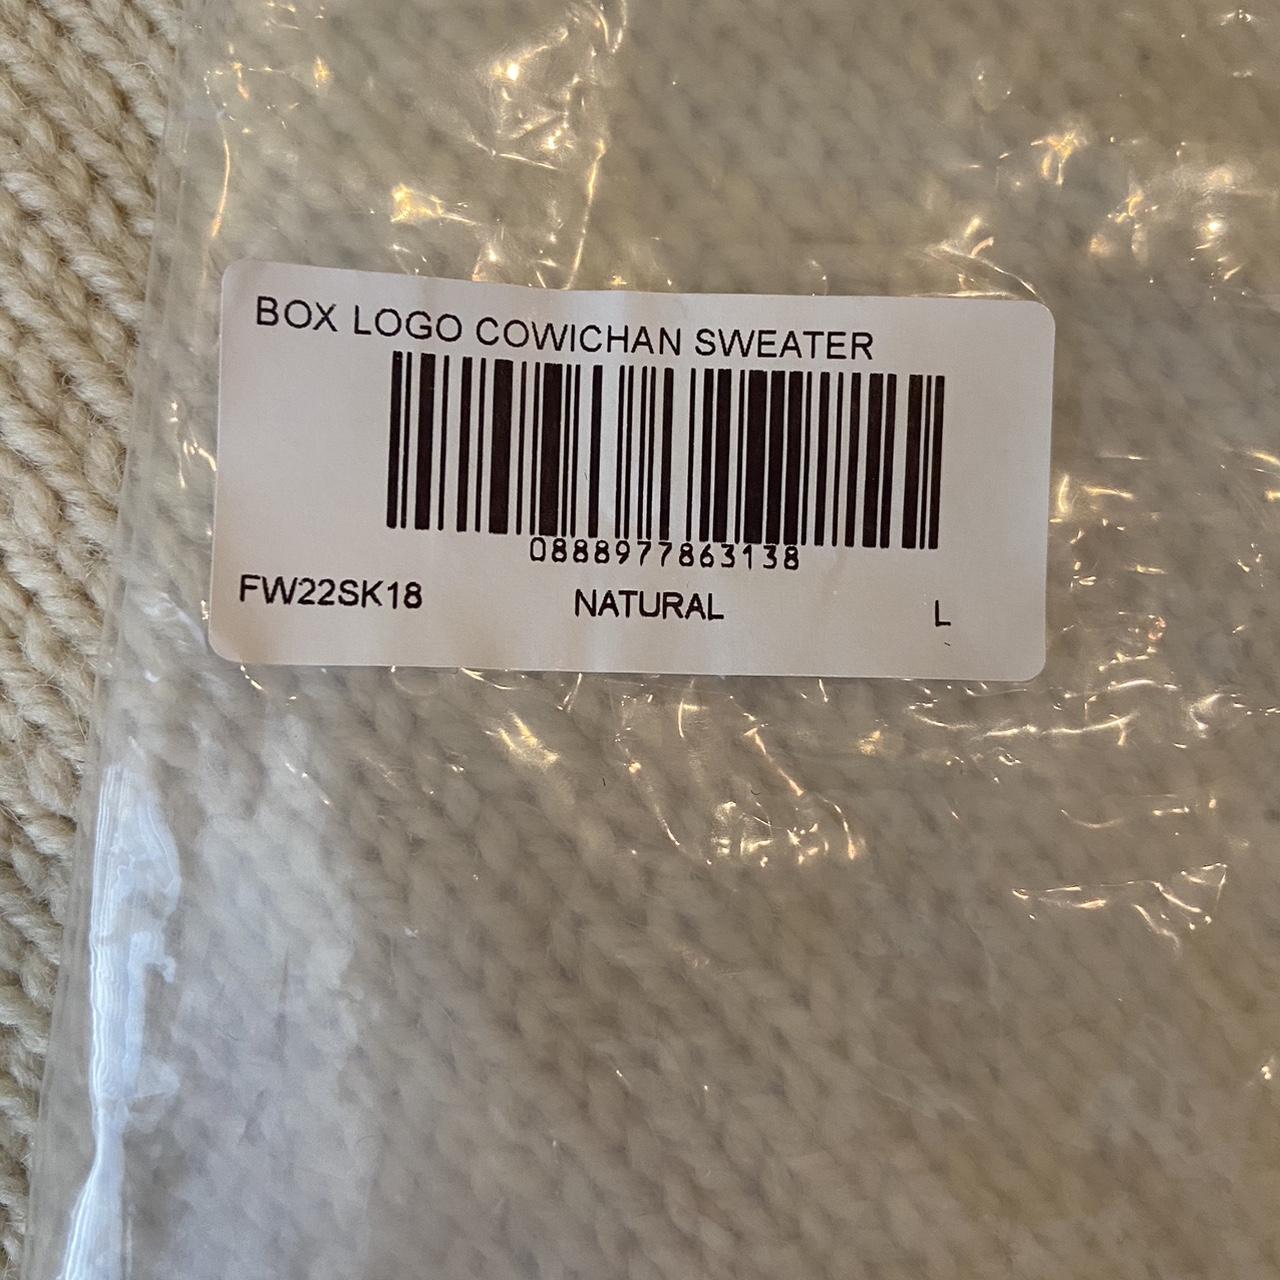 BOX LOGO COWICHAN SWEATER
0888977863138
FW22SK18 NATURAL L